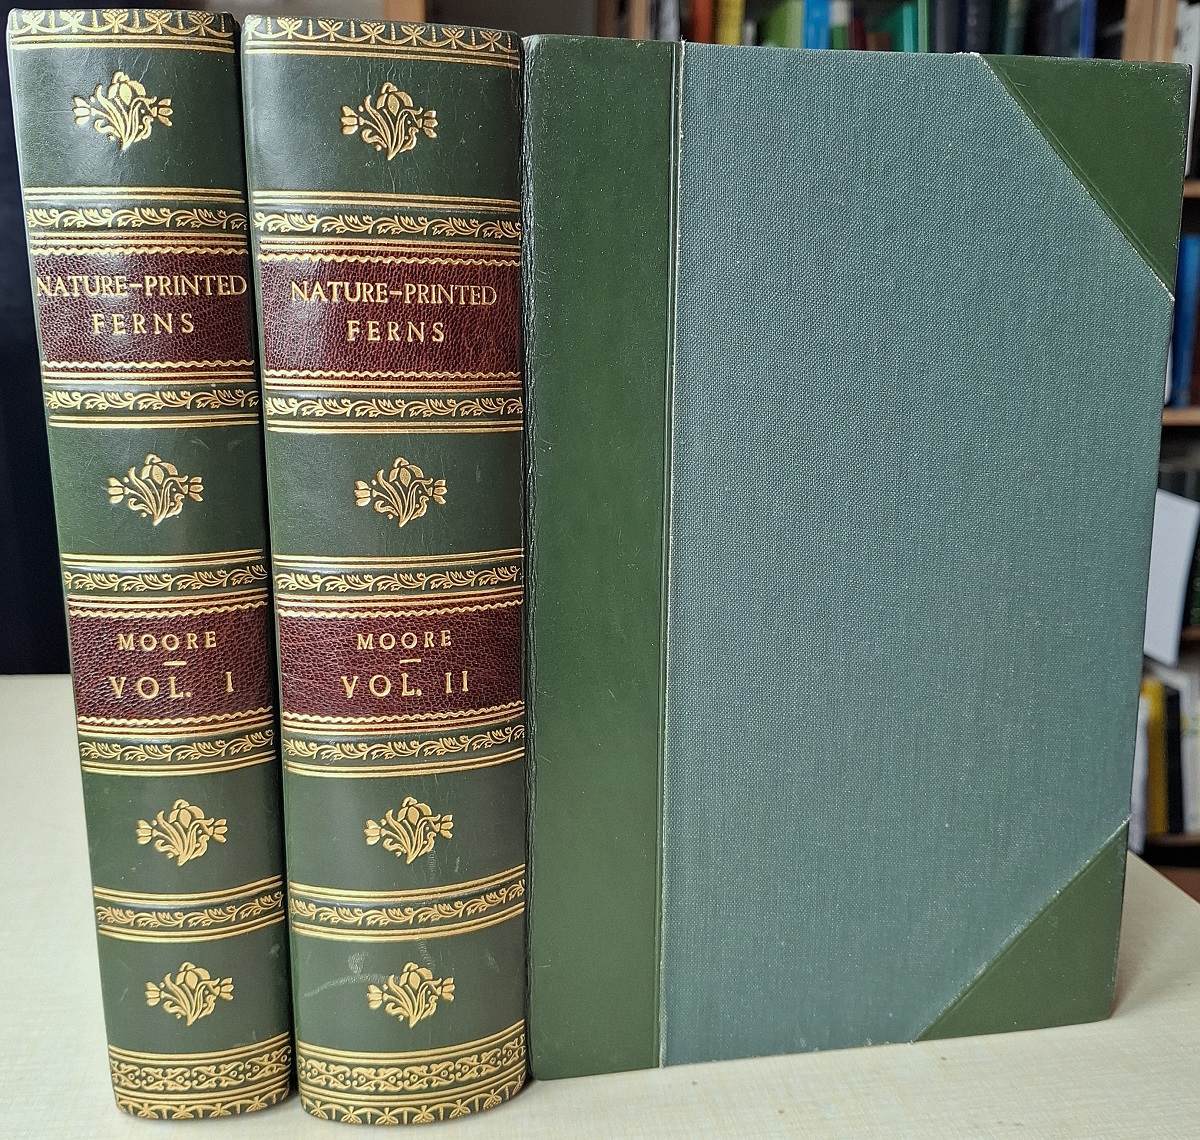 NATURE-PRINTED
FERNS
MOORE
VOL. I
NATURE-PRINTED
FERNS
MOORE
VOL. II